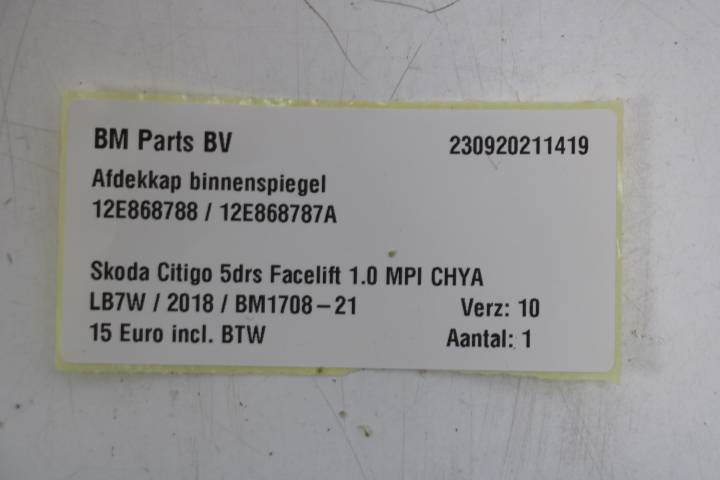 BM Parts BV 230920211419
Afdekkap binnenspiegel
12E868788 / 12E868787A
Skoda Citigo 5drs Facelift 1.0 MPI CHYA
LB7W / 2018 / BM1708-21 Verz: 10
15 Euro incl. BTW Aantal: 1